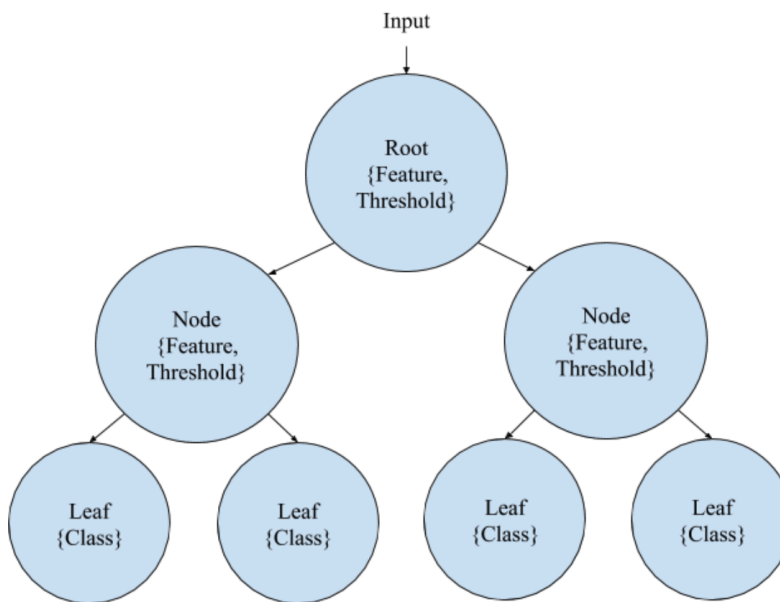 Input
Root
{Feature,
Threshold}
Node
{Feature,
Threshold}
Node
{Feature,
Threshold}
Leaf
{Class}
Leaf
{Class}
Leaf
{Class}
Leaf
{Class}